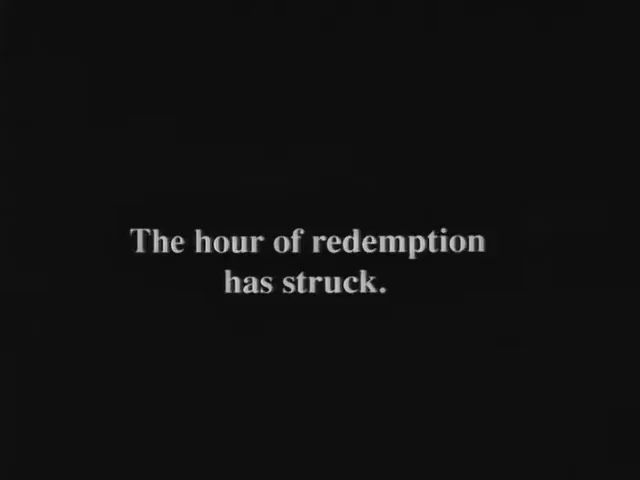 The hour of redemption
has struck.